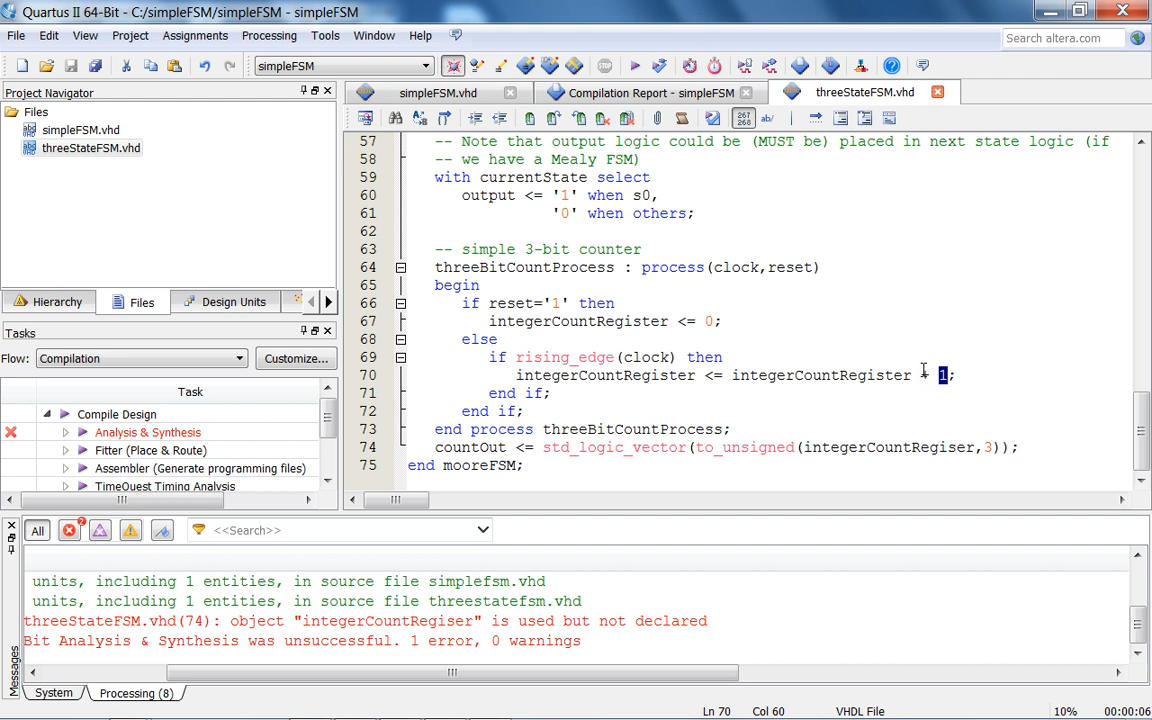 Quartus II 64-Bit - C:/simpleFSM/simpleFSM - simpleFSM
File Edit View Project Assignments Processing Tools Window Help
Search altera.com
simpleFSM
Project Navigator
Files
simpleFSM.vhd
threeStateFSM.vhd
Hierarchy Files Design Units
Tasks
Flow: Compilation Customize...
Task
Compile Design
Analysis & Synthesis
Fitter (Place & Route)
Assembler (Generate programming files)
TimeQuest Timing Analysis
simpleFSM.vhd Compilation Report - simpleFSM threeStateFSM.vhd
267
268
ab/
57 -- Note that output logic could be (MUST be) placed in next state logic (if
58 -- we have a Mealy FSM)
59 with currentState select
60 output <= '1' when s0,
61 '0' when others;
62
63 -- simple 3-bit counter
64 threeBitCountProcess : process(clock,reset)
65 begin
66 if reset='1' then
67 integerCountRegister <= 0;
68 else
69 if rising_edge(clock) then
70 integerCountRegister <= integerCountRegister + 1;
71 end if;
72 end if;
73 end process threeBitCountProcess;
74 countOut <= std_logic_vector(to_unsigned(integerCountRegiser,3));
75 end mooreFSM;
All
2
<<Search>>
units, including 1 entities, in source file simplefsm.vhd
units, including 1 entities, in source file threestatefsm.vhd
threeStateFSM.vhd(74): object "integerCountRegiser" is used but not declared
Bit Analysis & Synthesis was unsuccessful. 1 error, 0 warnings
Messages
System Processing (8)
Ln 70 Col 60 VHDL File 10% 00:00:06